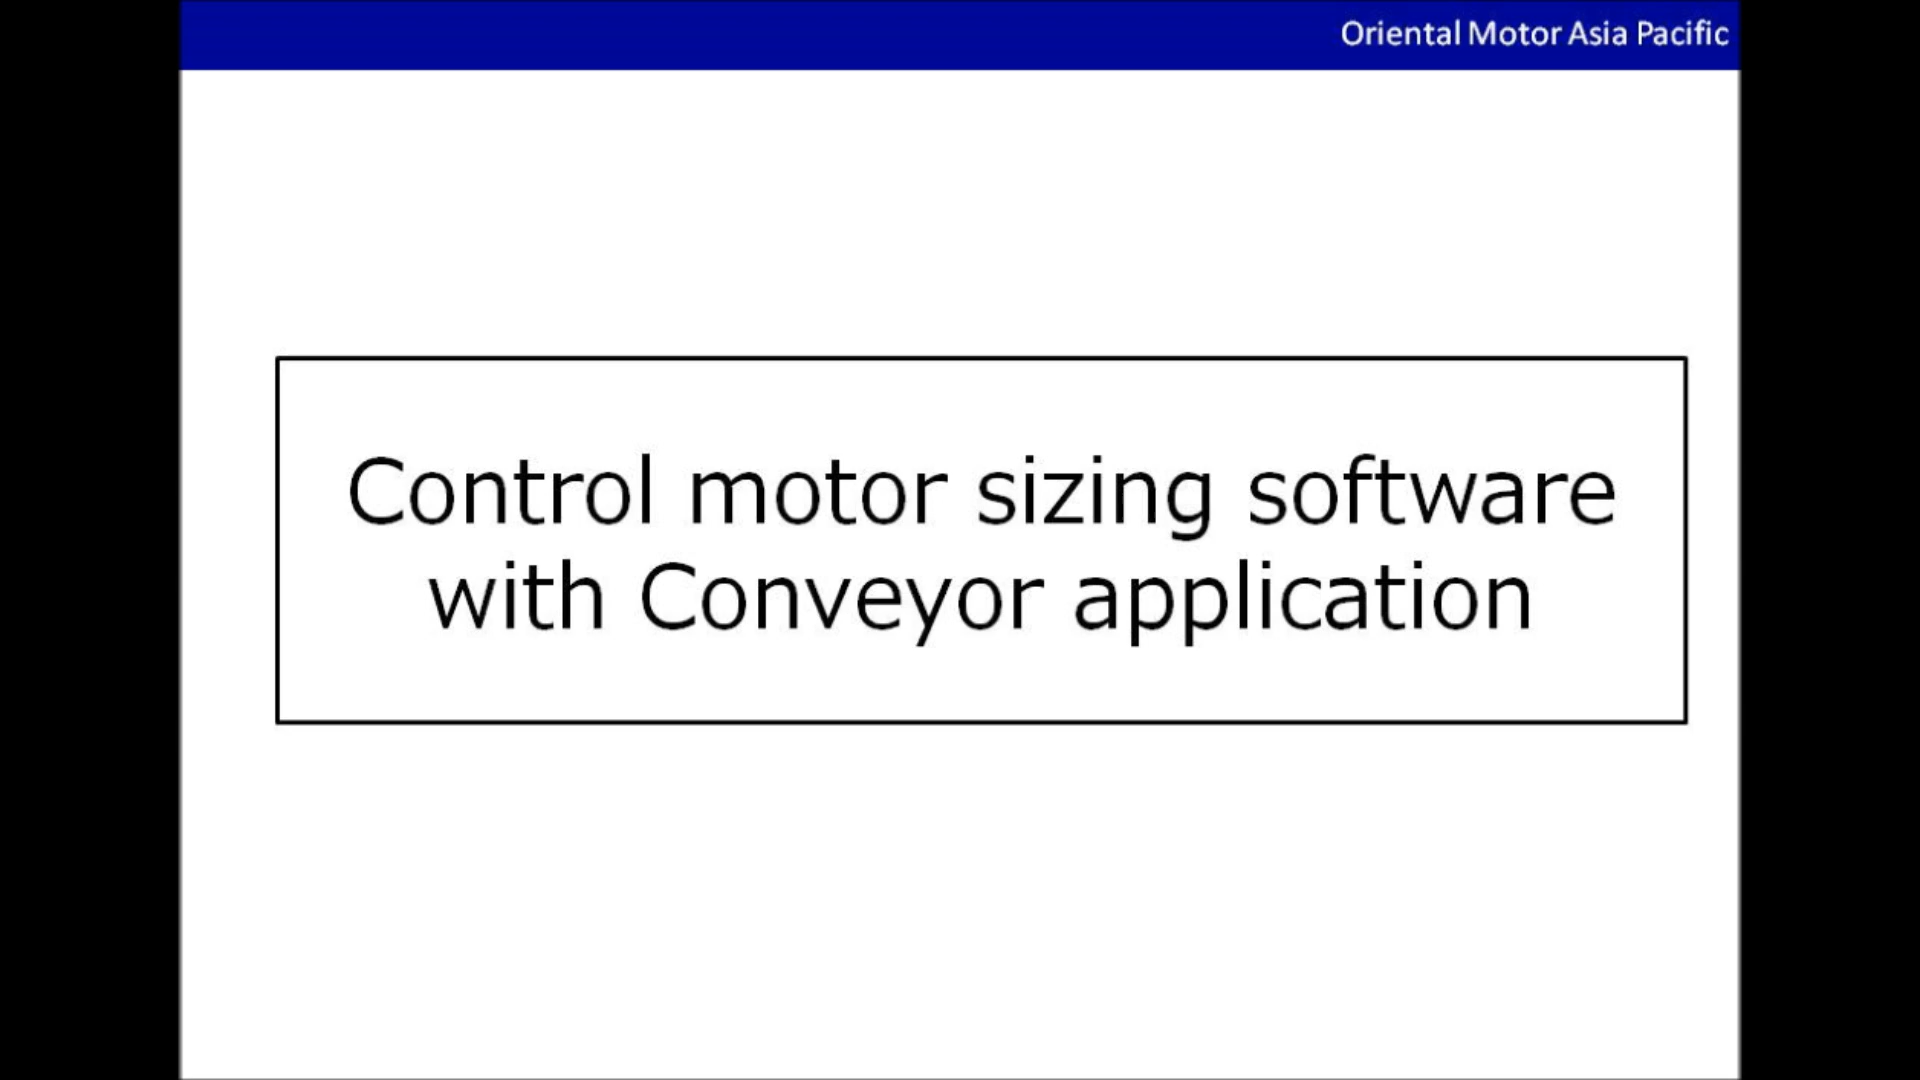 Oriental Motor Asia Pacific
Control motor sizing software
with Conveyor application